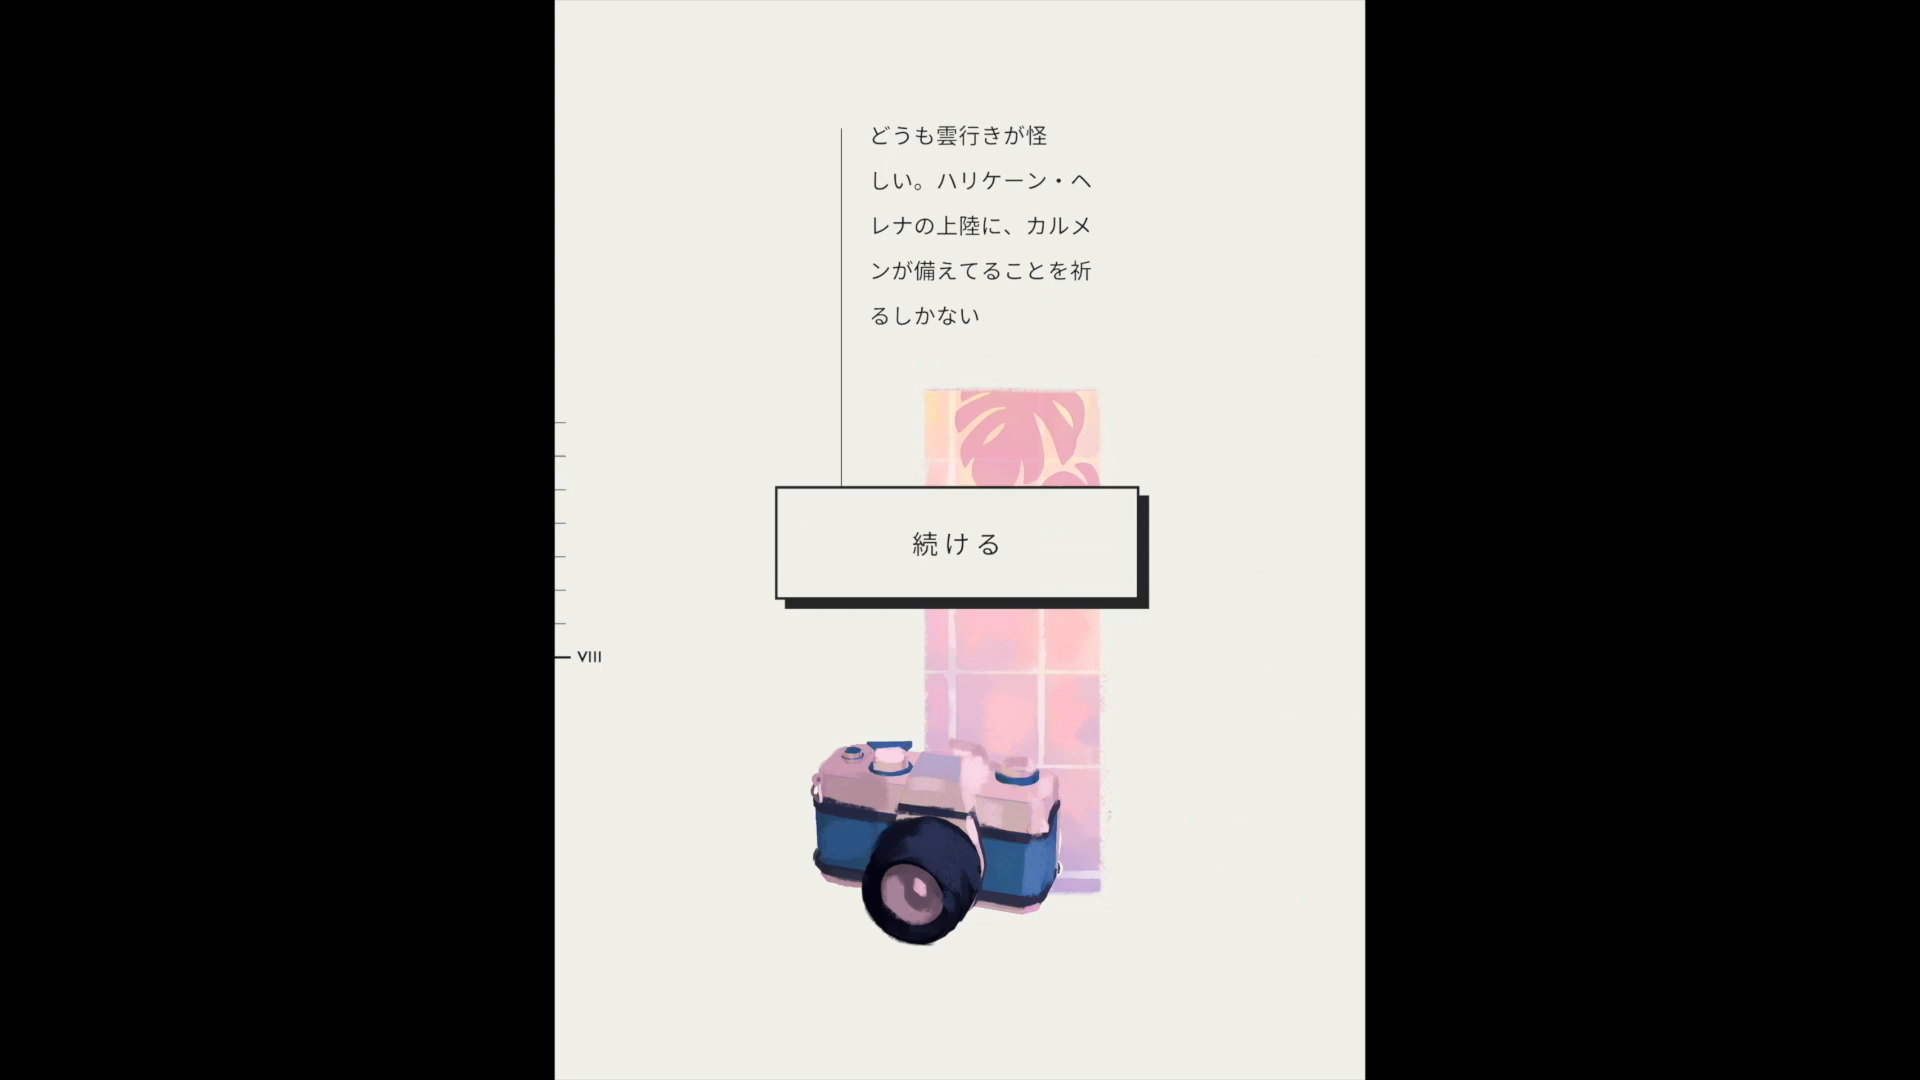 どうも雲行きが怪
しい。ハリケーン・ヘ
レナの上陸に、カルメ
ンが備えてることを祈
るしかない
続ける
VIII